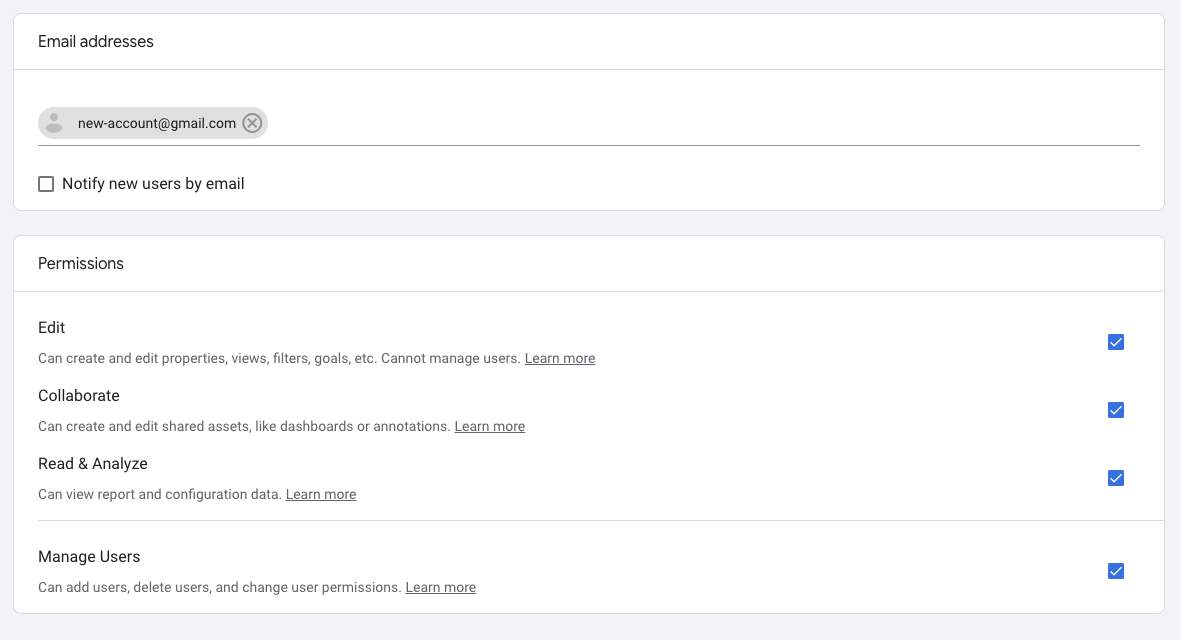 Email addresses
new-account@gmail.com
Notify new users by email
Permissions
Edit
Can create and edit properties, views, filters, goals, etc. Cannot manage users. Learn more
Collaborate
Can create and edit shared assets, like dashboards or annotations. Learn more
Read & Analyze
Can view report and configuration data. Learn more
Manage Users
Can add users, delete users, and change user permissions. Learn more